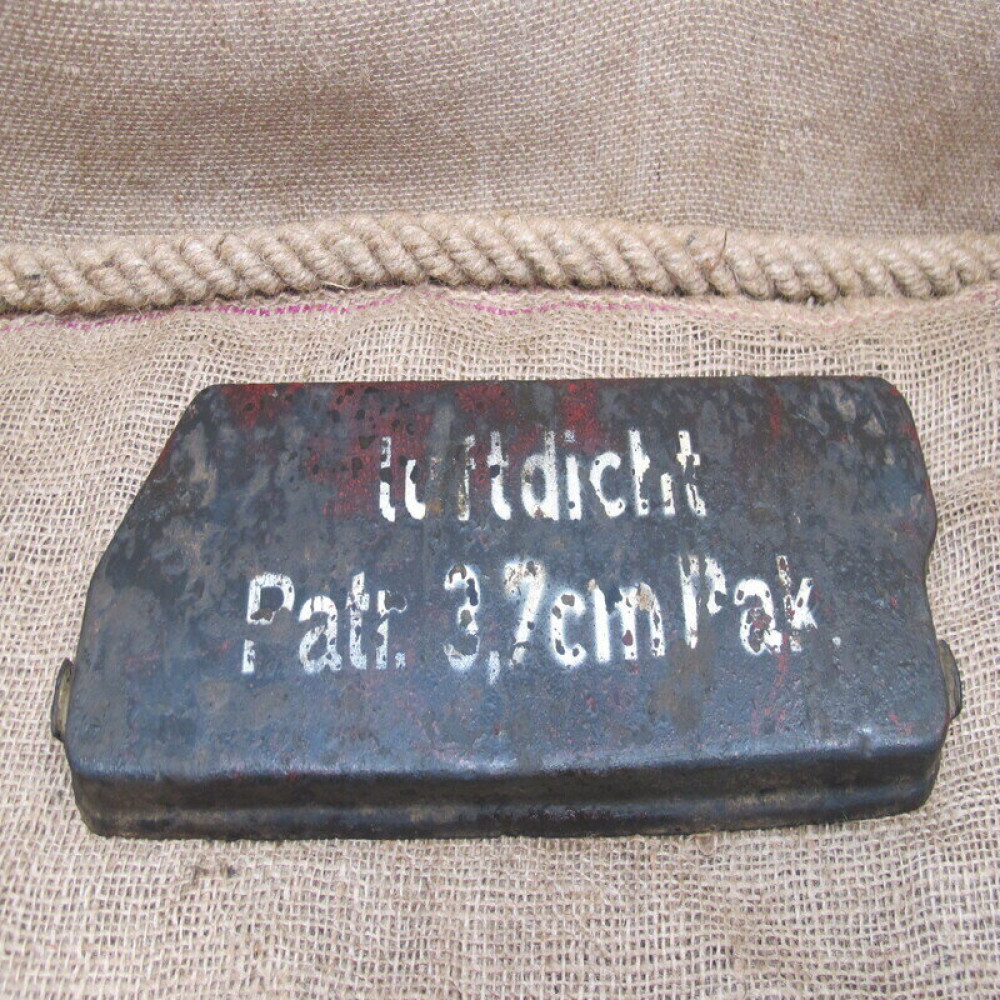 luftdicht
Patr. 3,7cm Pak.